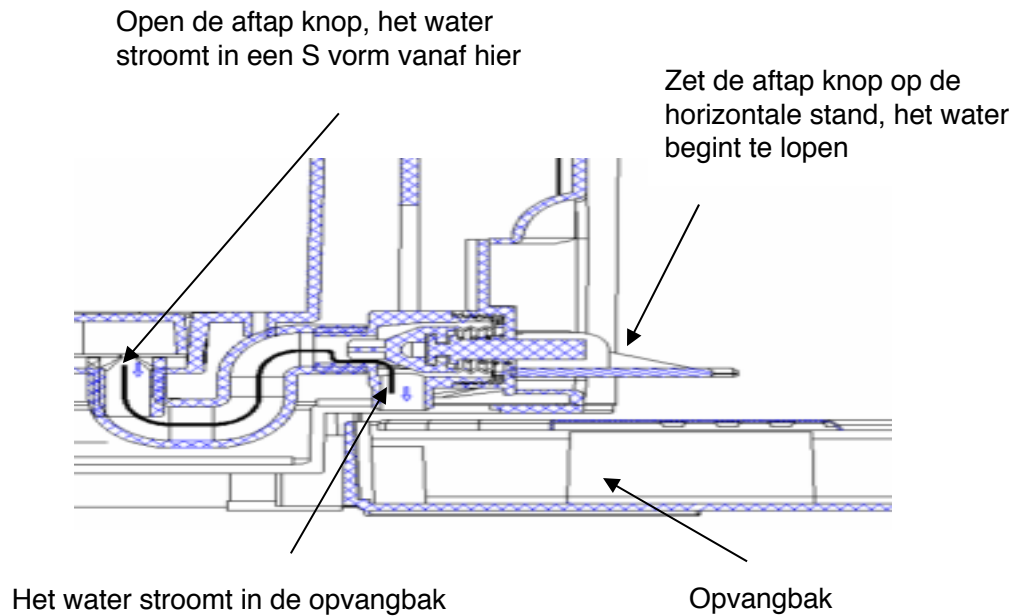 Open de aftap knop, het water
stroomt in een S vorm vanaf hier
Zet de aftap knop op de
horizontale stand, het water
begint te lopen
Het water stroomt in de opvangbak
Opvangbak